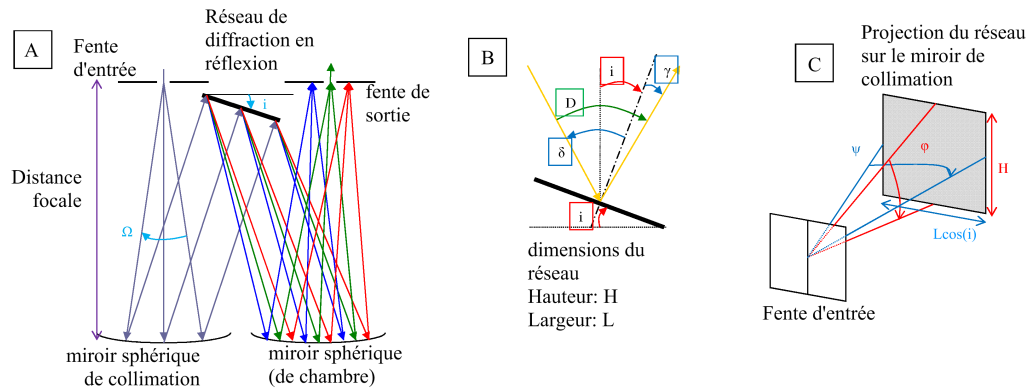 A
Fente
d'entrée
Réseau de
diffraction en
réflexion
i
fente de
sortie
Distance
focale
Ω
miroir sphérique
de collimation
miroir sphérique
(de chambre)
B
i
γ
D
δ
i
dimensions du
réseau
Hauteur: H
Largeur: L
C
Projection du réseau
sur le miroir de
collimation
ψ
φ
H
Lcos(i)
Fente d'entrée